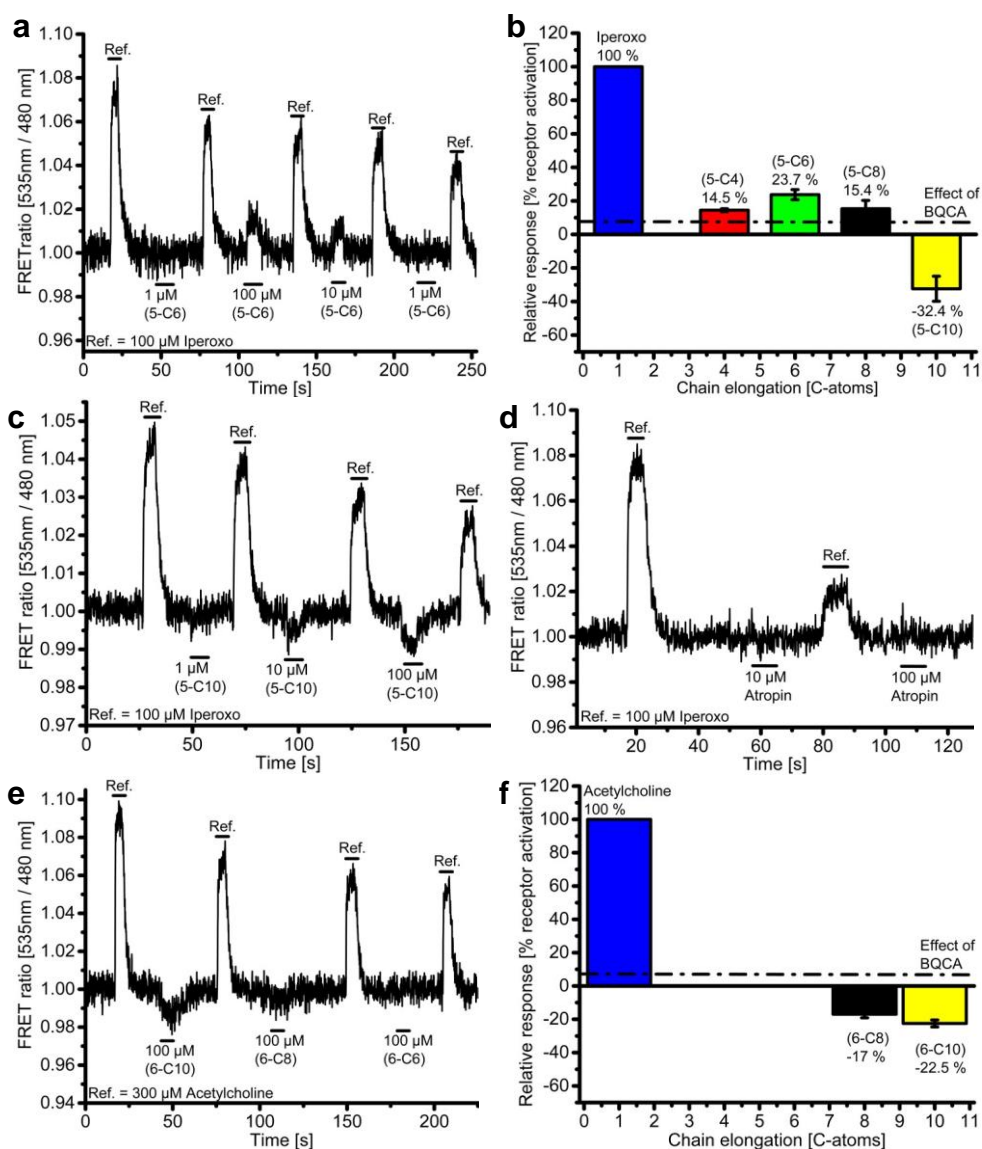 a
1.10
1.08
1.06
1.04
1.02
1.00
0.98
0.96
FRETratio [535nm / 480 nm]
Ref.
Ref.
Ref.
Ref.
Ref.
1 µM
(5-C6)
100 µM
(5-C6)
10 µM
(5-C6)
1 µM
(5-C6)
Ref. = 100 µM Iperoxo
0 25 50 75 100 125 150 175 200 225 250
Time [s]
b
120
100
80
60
40
20
0
-20
-40
-60
Relative response [% receptor activation]
Iperoxo
100 %
(5-C4)
14.5 %
(5-C6)
23.7 %
(5-C8)
15.4 %
Effect of
BQCA
-32.4 %
(5-C10)
0 1 2 3 4 5 6 7 8 9 10 11
Chain elongation [C-atoms]
c
1.05
1.04
1.03
1.02
1.01
1.00
0.99
0.98
0.97
FRET ratio [535nm / 480 nm]
Ref.
Ref.
Ref.
Ref.
1 µM
(5-C10)
10 µM
(5-C10)
100 µM
(5-C10)
Ref. = 100 µM Iperoxo
0 50 100 150
Time [s]
d
1.10
1.08
1.06
1.04
1.02
1.00
0.98
0.96
FRET ratio [535nm / 480 nm]
Ref.
Ref.
10 µM
Atropin
100 µM
Atropin
Ref. = 100 µM Iperoxo
20 40 60 80 100 120
Time [s]
e
1.10
1.08
1.06
1.04
1.02
1.00
0.98
0.96
0.94
FRET ratio [535nm / 480 nm]
Ref.
Ref.
Ref.
Ref.
100 µM
(6-C10)
100 µM
(6-C8)
100 µM
(6-C6)
Ref. = 300 µM Acetylcholine
0 50 100 150 200
Time [s]
f
120
100
80
60
40
20
0
-20
-40
-60
Relative response [% receptor activation]
Acetylcholine
100 %
Effect of
BQCA
(6-C8)
-17 %
(6-C10)
-22.5 %
0 1 2 3 4 5 6 7 8 9 10 11
Chain elongation [C-atoms]